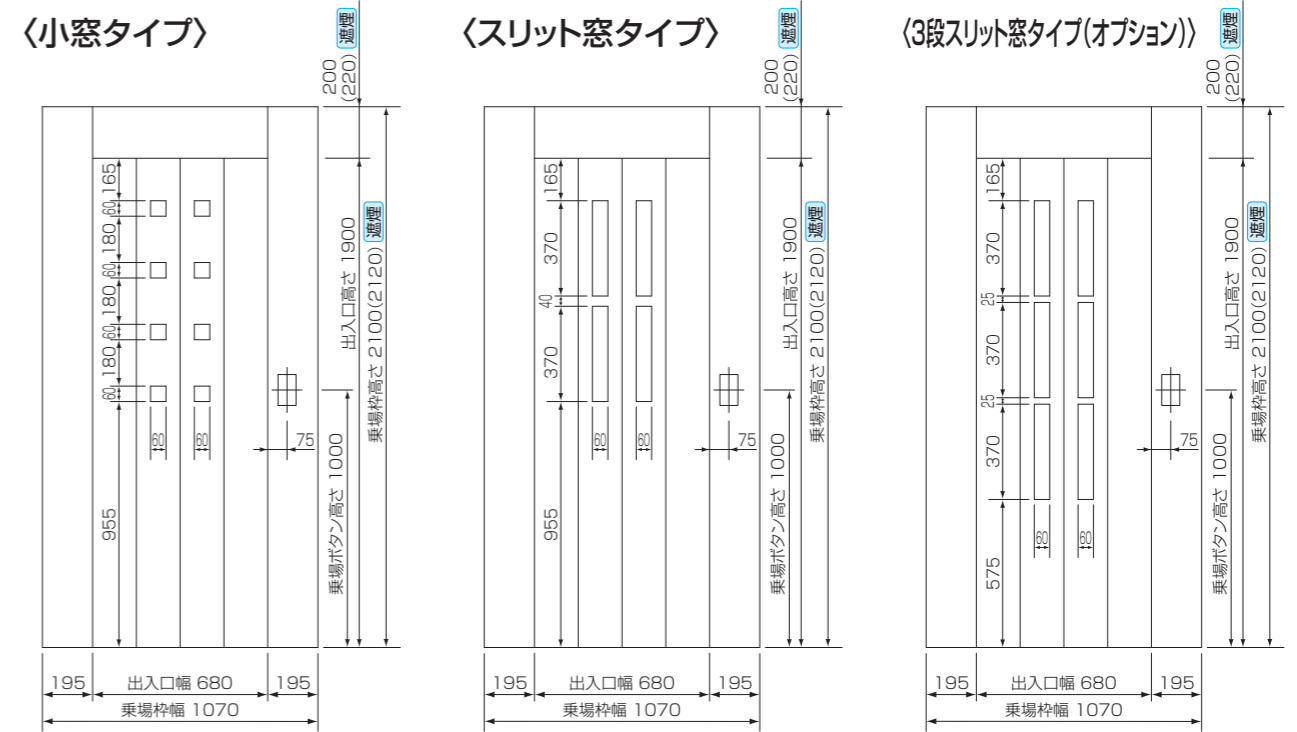 〈小窓タイプ〉
遮煙
200
(220)
165
60
180
60
180
60
180
60
955
60
60
75
出入口高さ 1900
乗場枠高さ 2100(2120) 遮煙
乗場ボタン高さ 1000
195
出入口幅 680
195
乗場枠幅 1070
〈スリット窓タイプ〉
遮煙
200
(220)
165
370
40
370
955
60
60
75
出入口高さ 1900
乗場枠高さ 2100(2120) 遮煙
乗場ボタン高さ 1000
195
出入口幅 680
195
乗場枠幅 1070
〈3段スリット窓タイプ(オプション)〉
遮煙
200
(220)
165
370
25
370
25
370
575
60
60
75
出入口高さ 1900
乗場枠高さ 2100(2120) 遮煙
乗場ボタン高さ 1000
195
出入口幅 680
195
乗場枠幅 1070